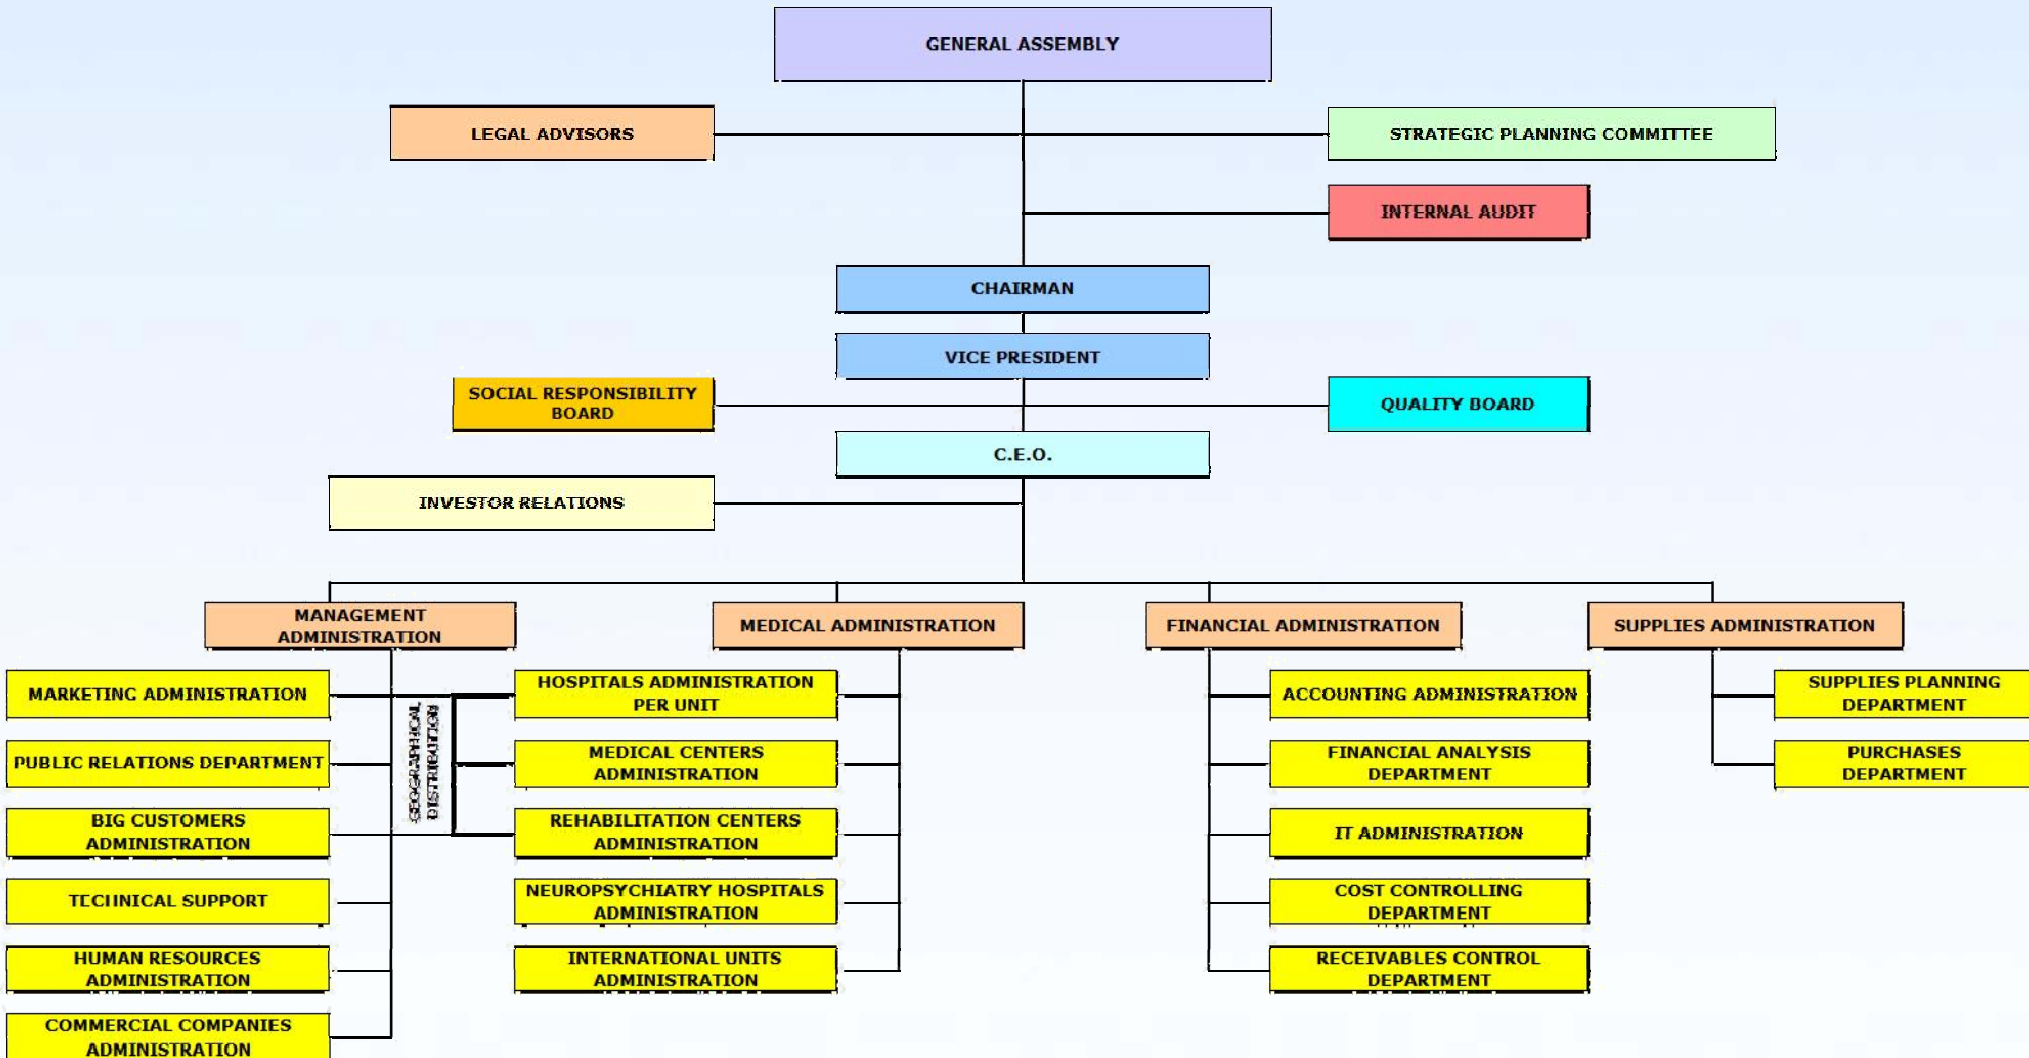 GENERAL ASSEMBLY
LEGAL ADVISORS
STRATEGIC PLANNING COMMITTEE
INTERNAL AUDIT
CHAIRMAN
VICE PRESIDENT
SOCIAL RESPONSIBILITY
BOARD
QUALITY BOARD
C.E.O.
INVESTOR RELATIONS
MANAGEMENT
ADMINISTRATION
MEDICAL ADMINISTRATION
FINANCIAL ADMINISTRATION
SUPPLIES ADMINISTRATION
MARKETING ADMINISTRATION
PUBLIC RELATIONS DEPARTMENT
BIG CUSTOMERS
ADMINISTRATION
TECHNICAL SUPPORT
HUMAN RESOURCES
ADMINISTRATION
COMMERCIAL COMPANIES
ADMINISTRATION
HOSPITALS ADMINISTRATION
PER UNIT
MEDICAL CENTERS
ADMINISTRATION
REHABILITATION CENTERS
ADMINISTRATION
NEUROPSYCHIATRY HOSPITALS
ADMINISTRATION
INTERNATIONAL UNITS
ADMINISTRATION
ACCOUNTING ADMINISTRATION
FINANCIAL ANALYSIS
DEPARTMENT
IT ADMINISTRATION
COST CONTROLLING
DEPARTMENT
RECEIVABLES CONTROL
DEPARTMENT
SUPPLIES PLANNING
DEPARTMENT
PURCHASES
DEPARTMENT